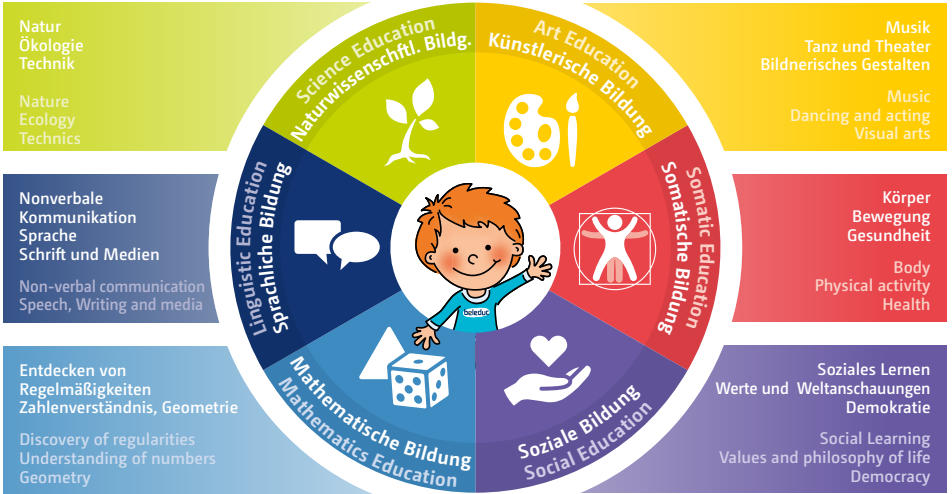 Natur
Ökologie
Technik
Nature
Ecology
Technics
Science Education
Naturwissenschftl. Bildg.
Art Education
Künstlerische Bildung
Musik
Tanz und Theater
Bildnerisches Gestalten
Music
Dancing and acting
Visual arts
Nonverbale
Kommunikation
Sprache
Schrift und Medien
Non-verbal communication
Speech, Writing and media
Linguistic Education
Sprachliche Bildung
beleduc
Somatic Education
Somatische Bildung
Körper
Bewegung
Gesundheit
Body
Physical activity
Health
Entdecken von
Regelmäßigkeiten
Zahlenverständnis, Geometrie
Discovery of regularities
Understanding of numbers
Geometry
Mathematische Bildung
Mathematics Education
Soziale Bildung
Social Education
Soziales Lernen
Werte und Weltanschauungen
Demokratie
Social Learning
Values and philosophy of life
Democracy